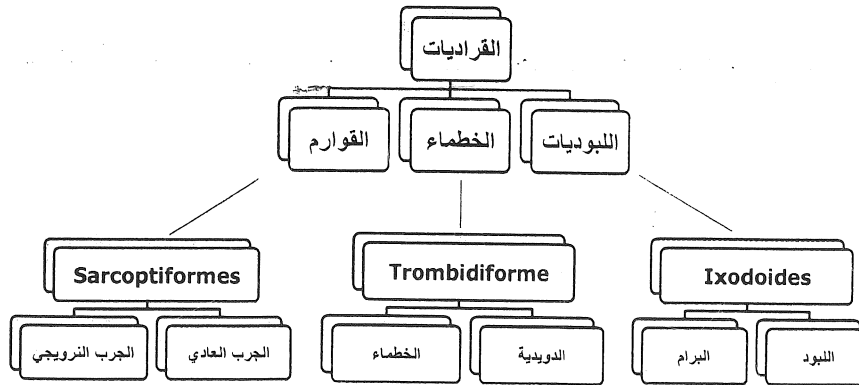 القراديات
اللبوديات
الخطماء
القوارم
Ixodoides
Trombidiforme
Sarcoptiformes
اللبود
البرام
الدويدية
الخطماء
الجرب العادي
الجرب النرويجي